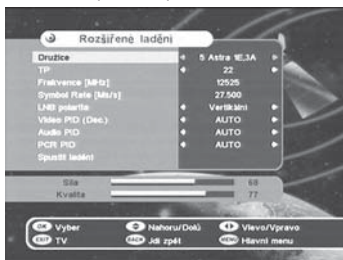 Rozšířené ladění
Družice 5 Astra 1E,3A
TP 22
Frekvence [MHz] 12525
Symbol Rate [Ms/s] 27.500
LNB polarita Vertikální
Video PID (Dec.) AUTO
Audio PID AUTO
PCR PID AUTO
Spustit ladění
Síla 69
Kvalita 77
OK Vyber Nahoru/Dolů Vlevo/Vpravo
EXIT TV BACK Jdi zpět MENU Hlavní menu